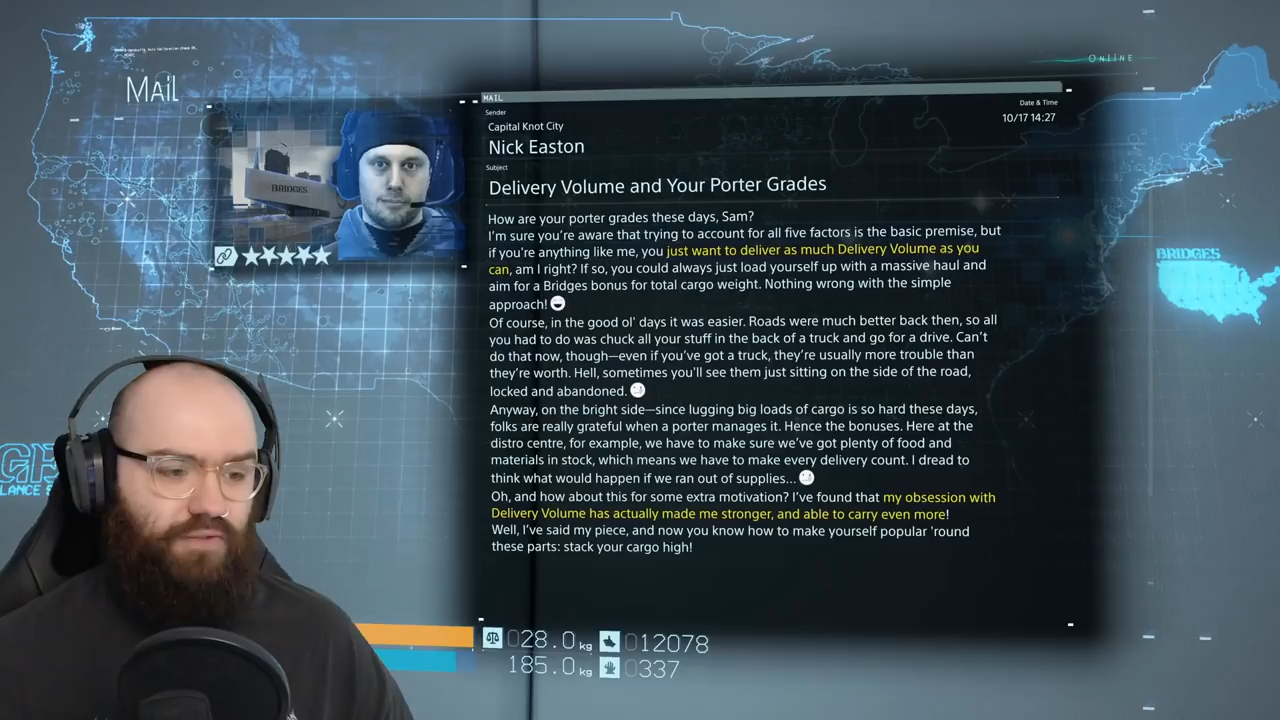 MAIL
ONLINE
MAIL
Sender
Date & Time
Capital Knot City
10/17 14:27
Nick Easton
Subject
Delivery Volume and Your Porter Grades
BRIDGES
How are your porter grades these days, Sam?
I'm sure you're aware that trying to account for all five factors is the basic premise, but
if you're anything like me, you just want to deliver as much Delivery Volume as you
can, am I right? If so, you could always just load yourself up with a massive haul and
aim for a Bridges bonus for total cargo weight. Nothing wrong with the simple
approach!
Of course, in the good ol' days it was easier. Roads were much better back then, so all
you had to do was chuck all your stuff in the back of a truck and go for a drive. Can't
do that now, though—even if you've got a truck, they're usually more trouble than
they're worth. Hell, sometimes you'll see them just sitting on the side of the road,
locked and abandoned.
Anyway, on the bright side—since lugging big loads of cargo is so hard these days,
folks are really grateful when a porter manages it. Hence the bonuses. Here at the
distro centre, for example, we have to make sure we've got plenty of food and
materials in stock, which means we have to make every delivery count. I dread to
think what would happen if we ran out of supplies...
Oh, and how about this for some extra motivation? I've found that my obsession with
Delivery Volume has actually made me stronger, and able to carry even more!
Well, I've said my piece, and now you know how to make yourself popular 'round
these parts: stack your cargo high!
BRIDGES
LANCE S
028.0 kg 012078
185.0 kg 0337